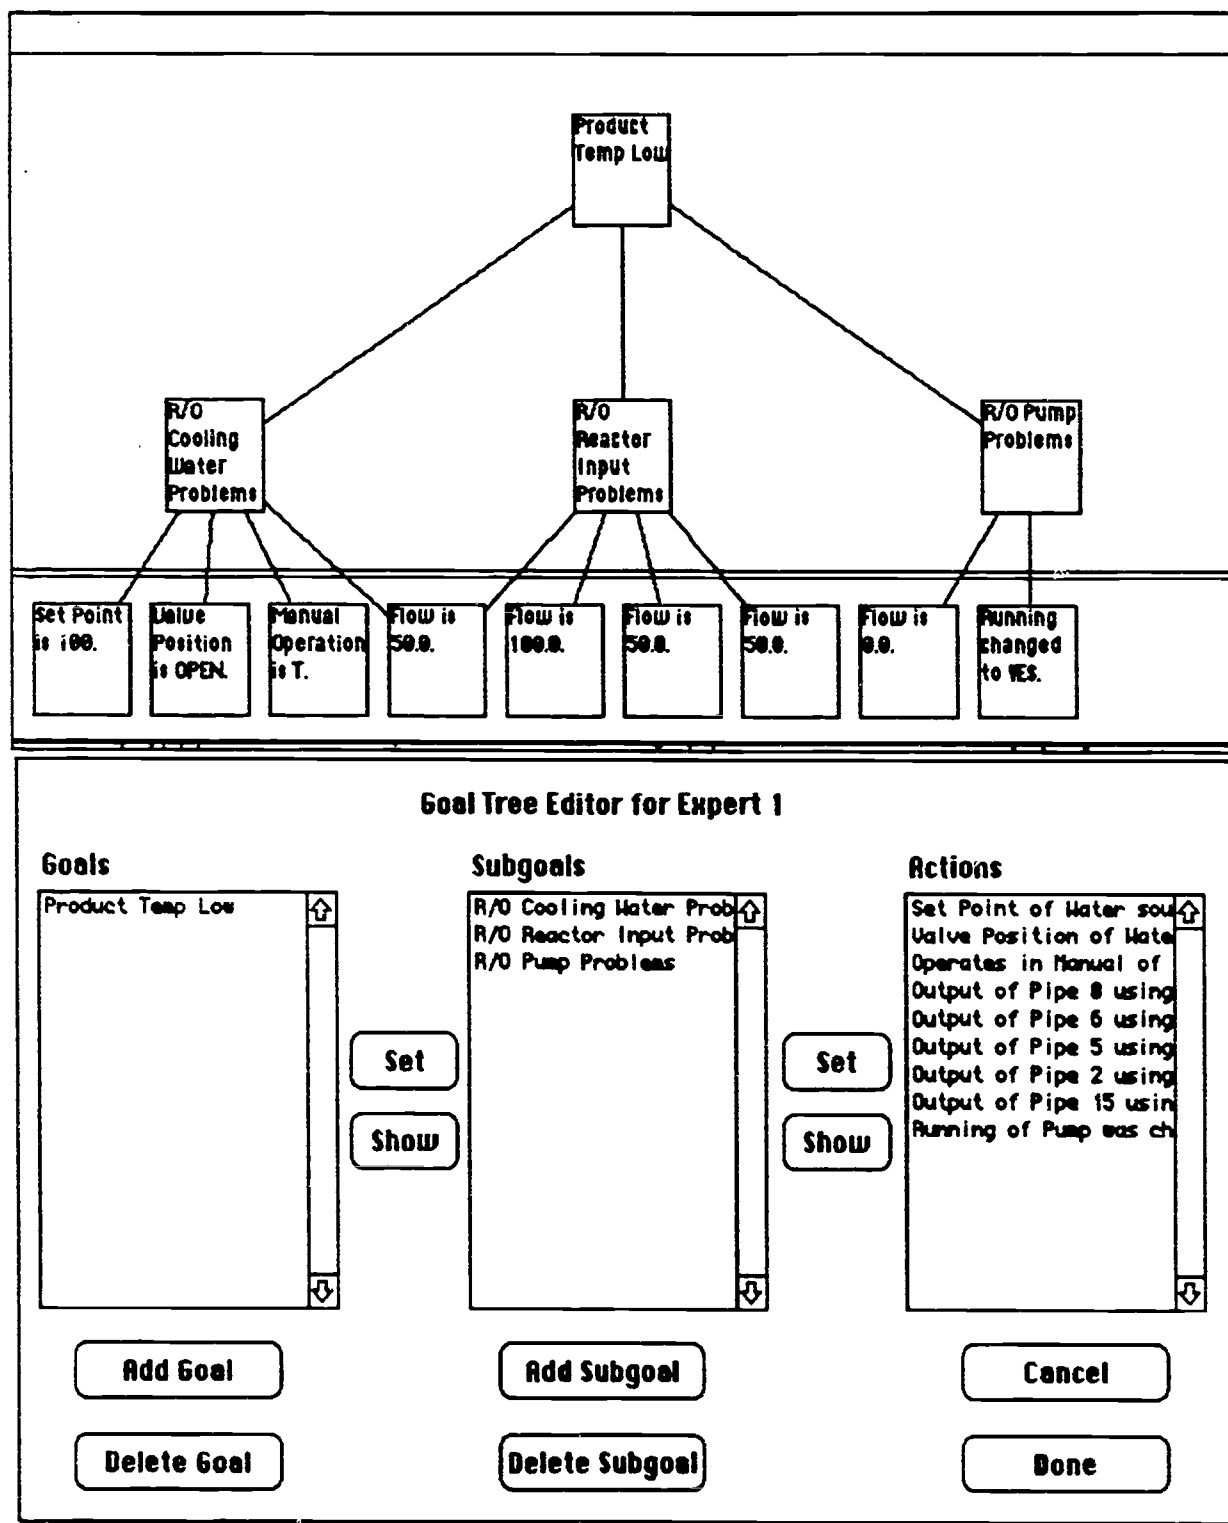 Product
Temp Low
R/O
Cooling
Water
Problems
R/O
Reactor
Input
Problems
R/O Pump
Problems
Set Point
is 100.
Valve
Position
is OPEN.
Manual
Operation
is T.
Flow is
50.0.
Flow is
100.0.
Flow is
50.0.
Flow is
50.0.
Flow is
0.0.
Running
changed
to YES.
Goal Tree Editor for Expert 1
Goals
Product Temp Low
Set
Show
Subgoals
R/O Cooling Water Prob
R/O Reactor Input Prob
R/O Pump Problems
Set
Show
Actions
Set Point of Water sou
Valve Position of Wate
Operates in Manual of
Output of Pipe 8 using
Output of Pipe 6 using
Output of Pipe 5 using
Output of Pipe 2 using
Output of Pipe 15 usin
Running of Pump was ch
Add Goal
Add Subgoal
Cancel
Delete Goal
Delete Subgoal
Done